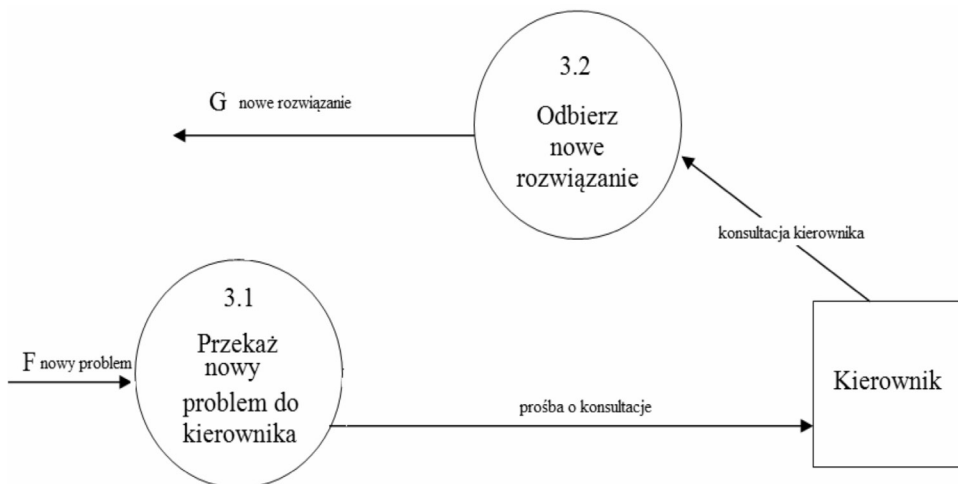 3.2
Odbierz
nowe
rozwiązanie
G nowe rozwiązanie
konsultacja kierownika
3.1
Przekaż
nowy
problem do
kierownika
F nowy problem
prośba o konsultacje
Kierownik